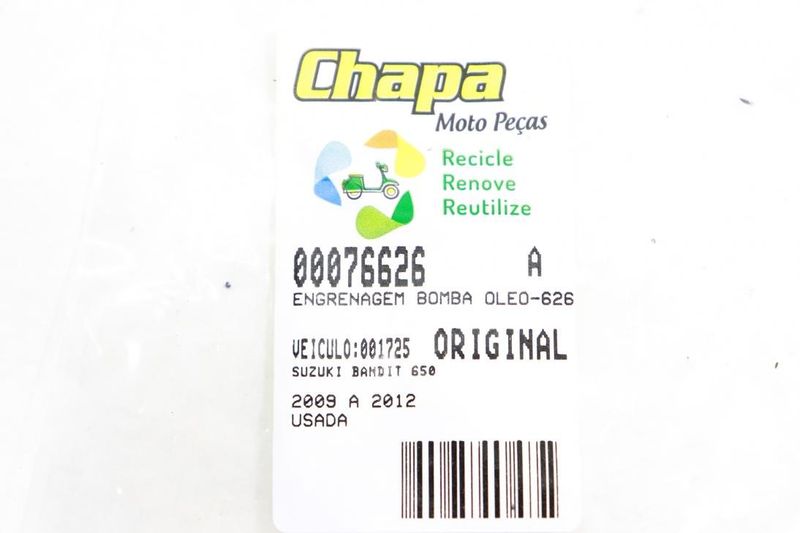 Chapa
Moto Peças
Recicle
Renove
Reutilize
00076626 A
ENGRENAGEM BOMBA OLEO-626
VEICULO:001725 ORIGINAL
SUZUKI BANDIT 650
2009 A 2012
USADA